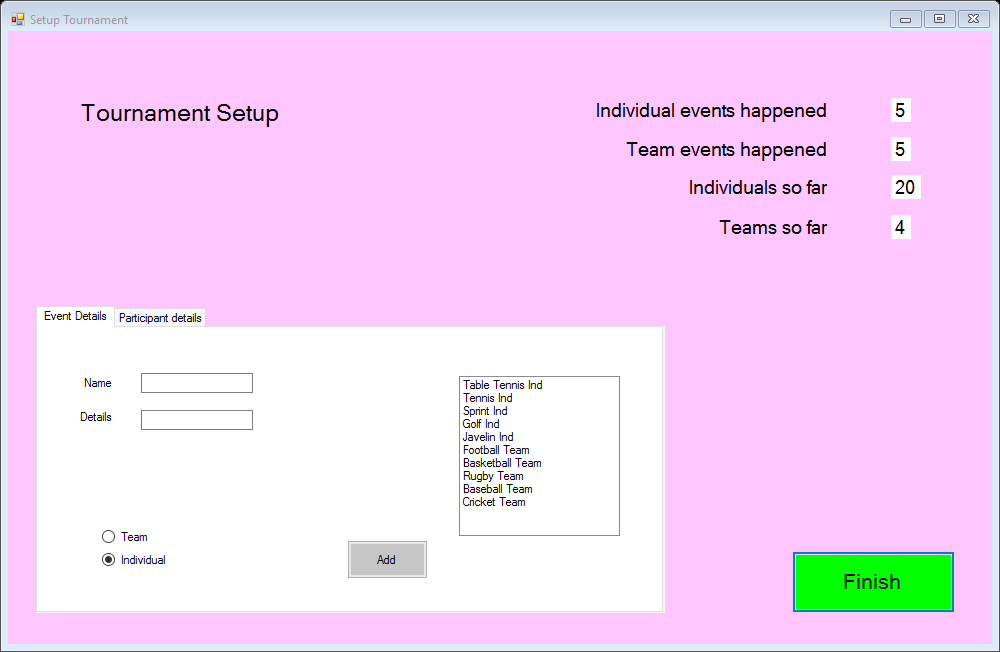 Setup Tournament
Tournament Setup
Individual events happened 5
Team events happened 5
Individuals so far 20
Teams so far 4
Event Details Participant details
Name
Details
Table Tennis Ind
Tennis Ind
Sprint Ind
Golf Ind
Javelin Ind
Football Team
Basketball Team
Rugby Team
Baseball Team
Cricket Team
Team
Individual
Add
Finish